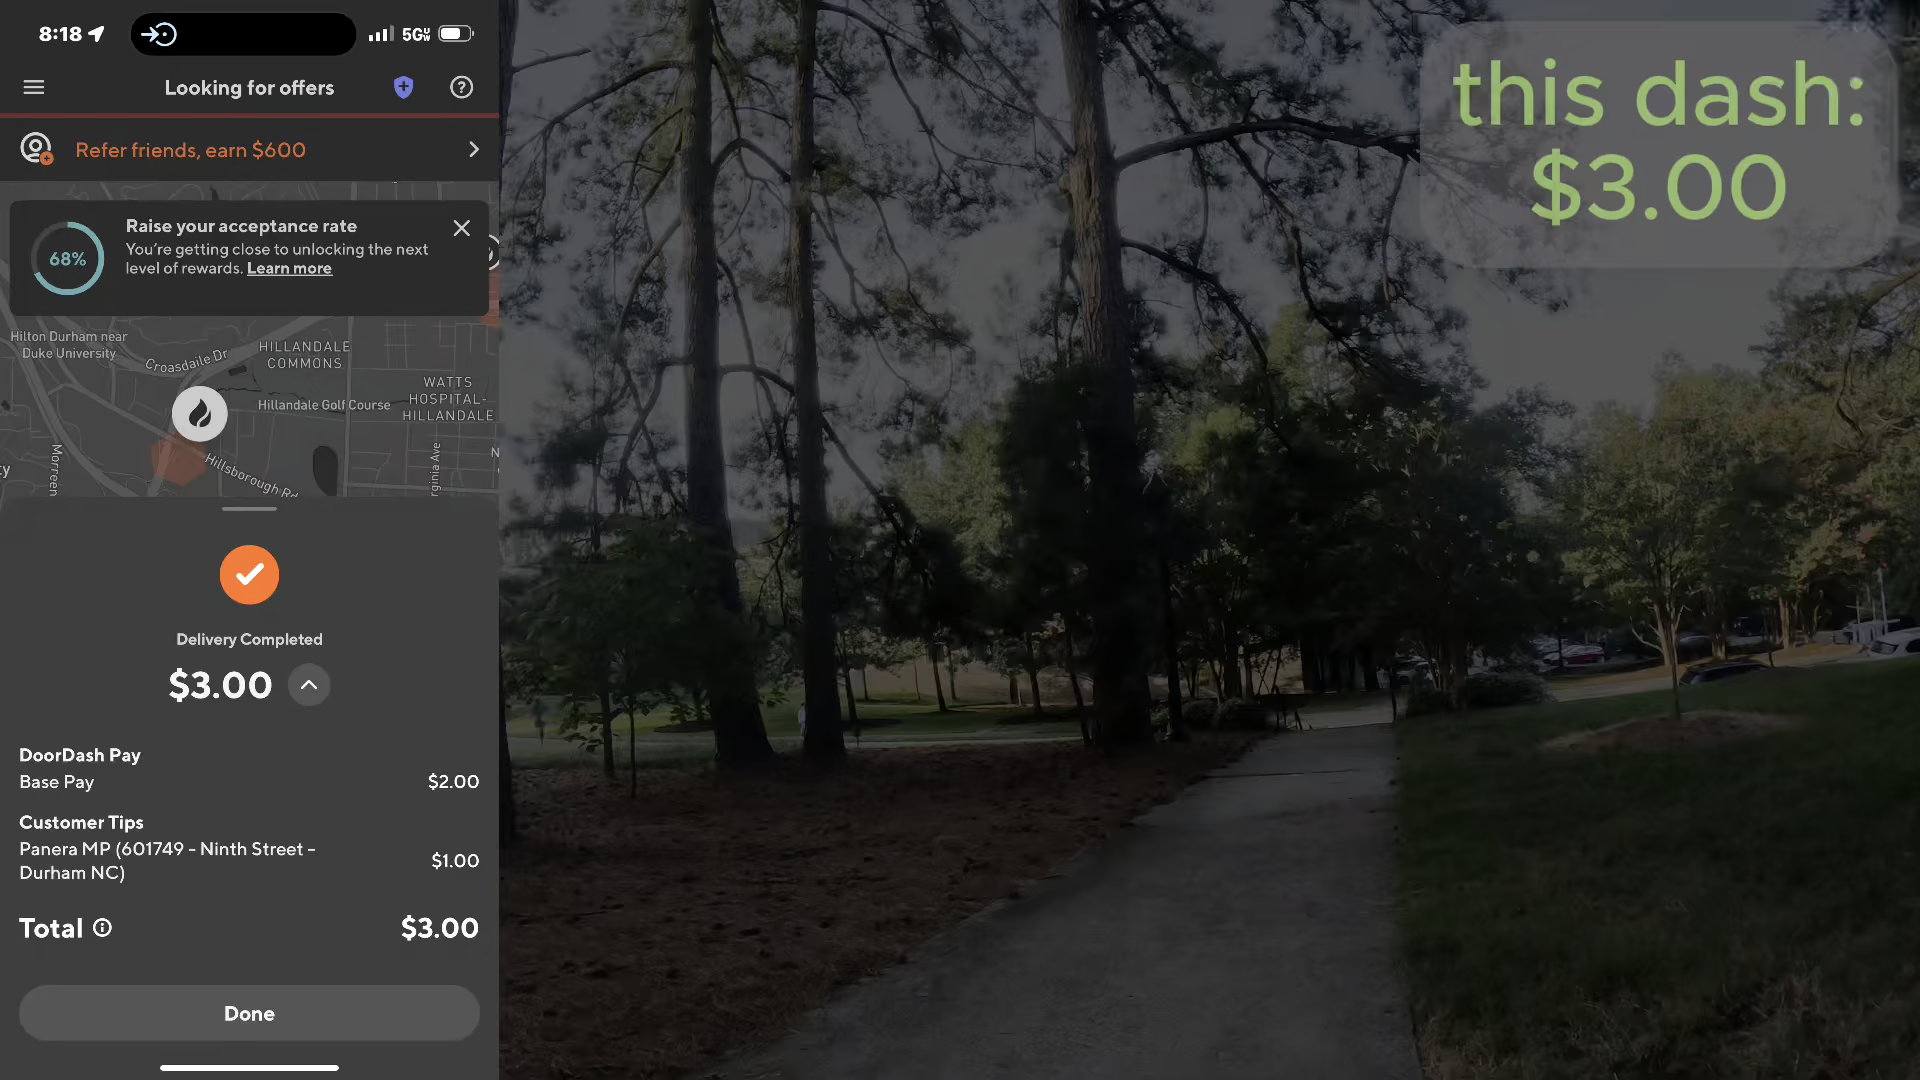 8:18
5G UW
Looking for offers
Refer friends, earn $600
68%
Raise your acceptance rate
You're getting close to unlocking the next
level of rewards. Learn more
Hilton Durham near
Duke University
Croasdaile Dr
HILLANDALE
COMMONS
WATTS
HOSPITAL-
HILLANDALE
Hillandale Golf Course
Morreen
Hillsborough Rd
Delivery Completed
$3.00
DoorDash Pay
Base Pay $2.00
Customer Tips
Panera MP (601749 - Ninth Street -
Durham NC) $1.00
Total $3.00
Done
this dash:
$3.00